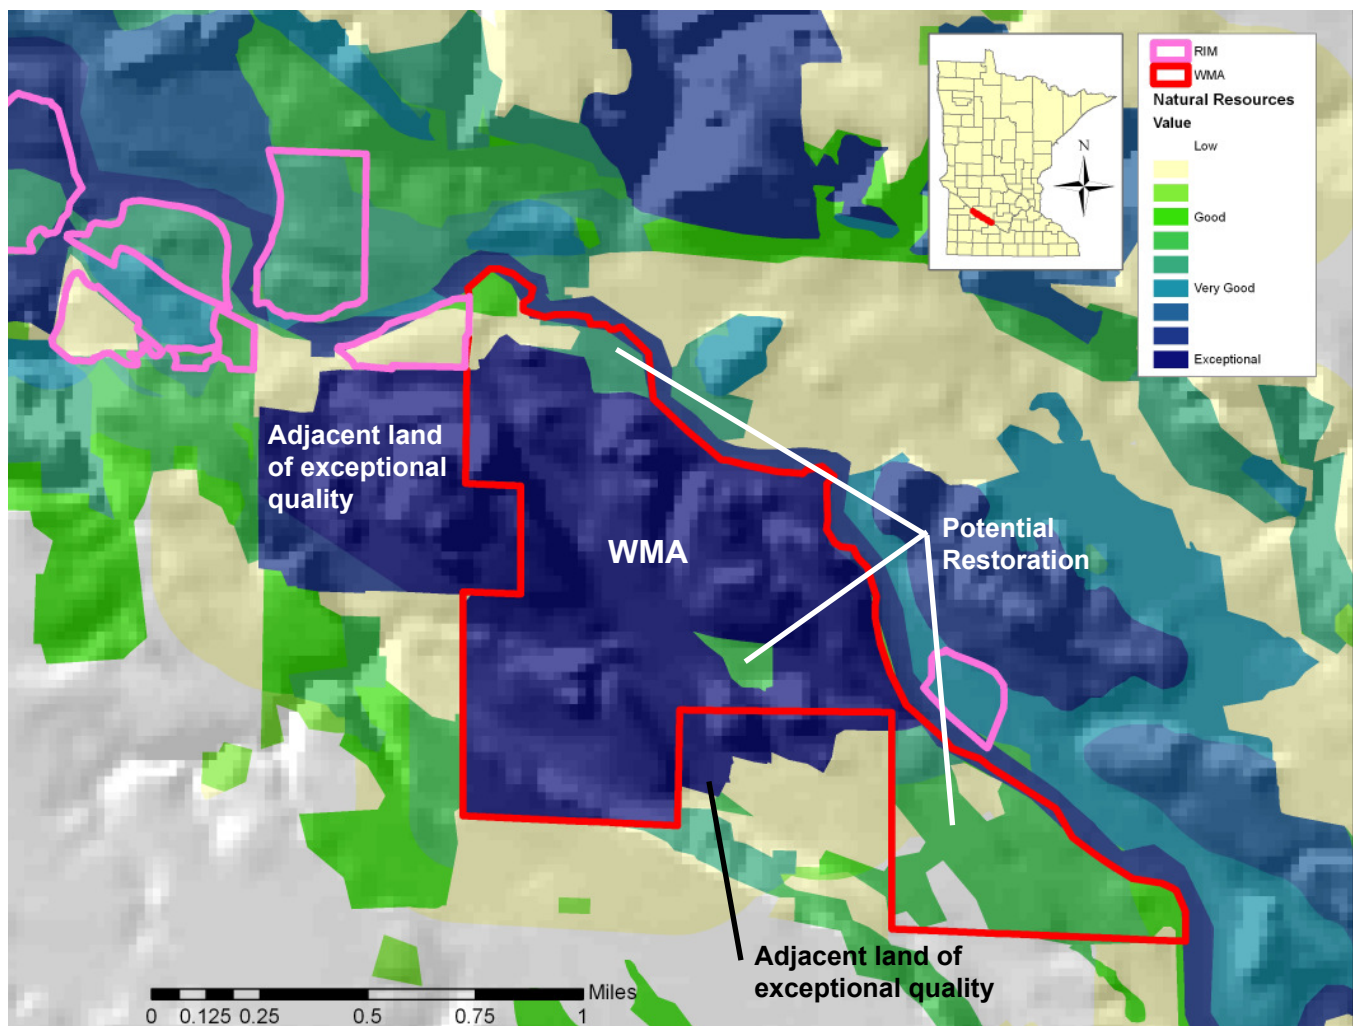 RIM
WMA
Natural Resources
Value
Low
Good
Very Good
Exceptional
N
Adjacent land
of exceptional
quality
WMA
Potential
Restoration
Adjacent land of
exceptional quality
Miles
0 0.125 0.25 0.5 0.75 1